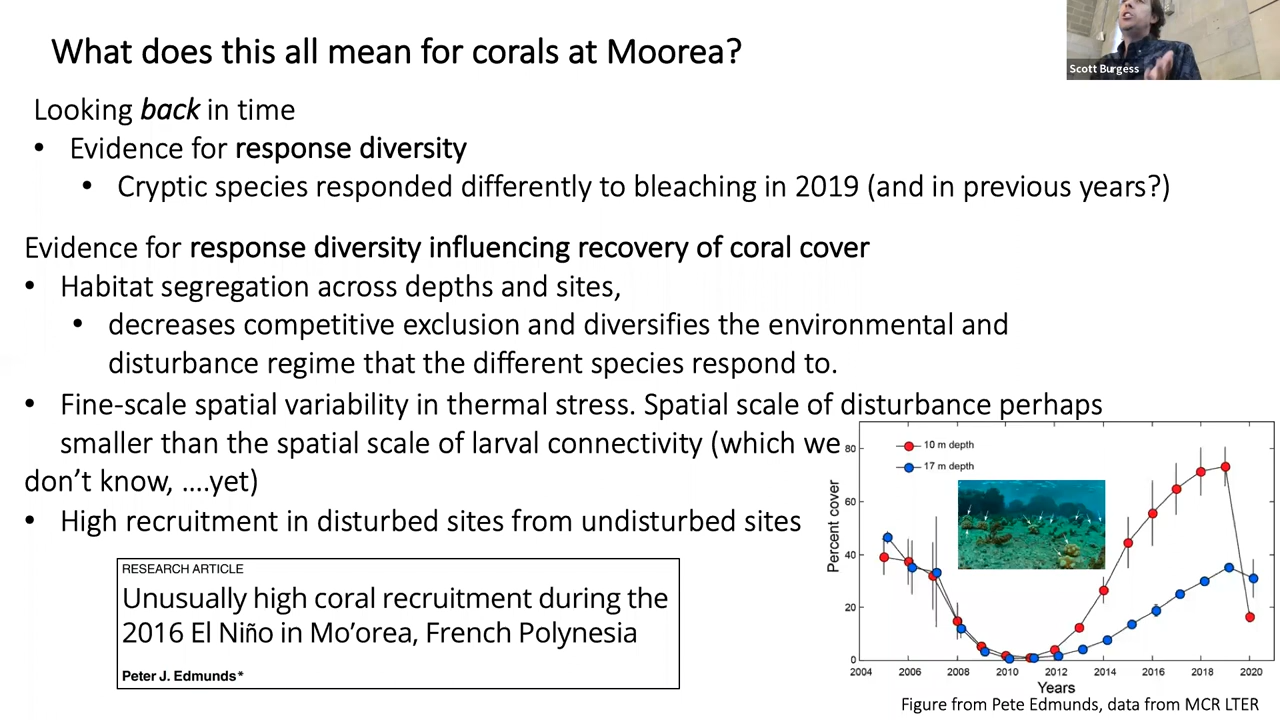 What does this all mean for corals at Moorea?
Scott Burgess
Looking back in time
• Evidence for response diversity
• Cryptic species responded differently to bleaching in 2019 (and in previous years?)
Evidence for response diversity influencing recovery of coral cover
• Habitat segregation across depths and sites,
• decreases competitive exclusion and diversifies the environmental and
disturbance regime that the different species respond to.
• Fine-scale spatial variability in thermal stress. Spatial scale of disturbance perhaps
smaller than the spatial scale of larval connectivity (which we
don't know, ....yet)
• High recruitment in disturbed sites from undisturbed sites
RESEARCH ARTICLE
Unusually high coral recruitment during the
2016 El Niño in Mo'orea, French Polynesia
Peter J. Edmunds*
10 m depth
17 m depth
Percent cover
80
60
40
20
0
2004 2006 2008 2010 2012 2014 2016 2018 2020
Years
Figure from Pete Edmunds, data from MCR LTER